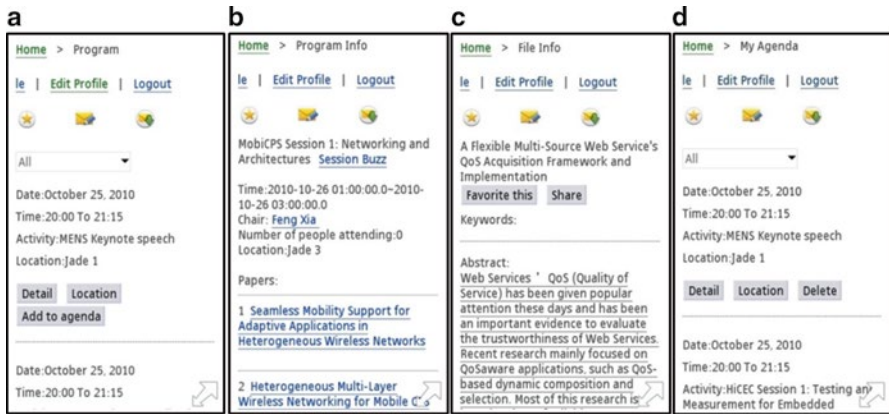 a
Home > Program
le | Edit Profile | Logout
All
Date:October 25, 2010
Time:20:00 To 21:15
Activity:MENS Keynote speech
Location:Jade 1
Detail Location
Add to agenda
Date:October 25, 2010
Time:20:00 To 21:15
b
Home > Program Info
le | Edit Profile | Logout
MobiCPS Session 1: Networking and
Architectures Session Buzz
Time:2010-10-26 01:00:00.0~2010-
10-26 03:00:00.0
Chair: Feng Xia
Number of people attending:0
Location:Jade 3
Papers:
1 Seamless Mobility Support for
Adaptive Applications in
Heterogeneous Wireless Networks
2 Heterogeneous Multi-Layer
Wireless Networking for Mobile
c
Home > File Info
le | Edit Profile | Logout
A Flexible Multi-Source Web Service's
QoS Acquisition Framework and
Implementation
Favorite this Share
Keywords:
Abstract:
Web Services ' QoS (Quality of
Service) has been given popular
attention these days and has been
an important evidence to evaluate
the trustworthiness of Web Services.
Recent research mainly focused on
QoSaware applications, such as QoS-
based dynamic composition and
selection. Most of this research is
d
Home > My Agenda
le | Edit Profile | Logout
All
Date:October 25, 2010
Time:20:00 To 21:15
Activity:MENS Keynote speech
Location:Jade 1
Detail Location Delete
Date:October 25, 2010
Time:20:00 To 21:15
Activity:HiCEC Session 1: Testing an
Measurement for Embedded